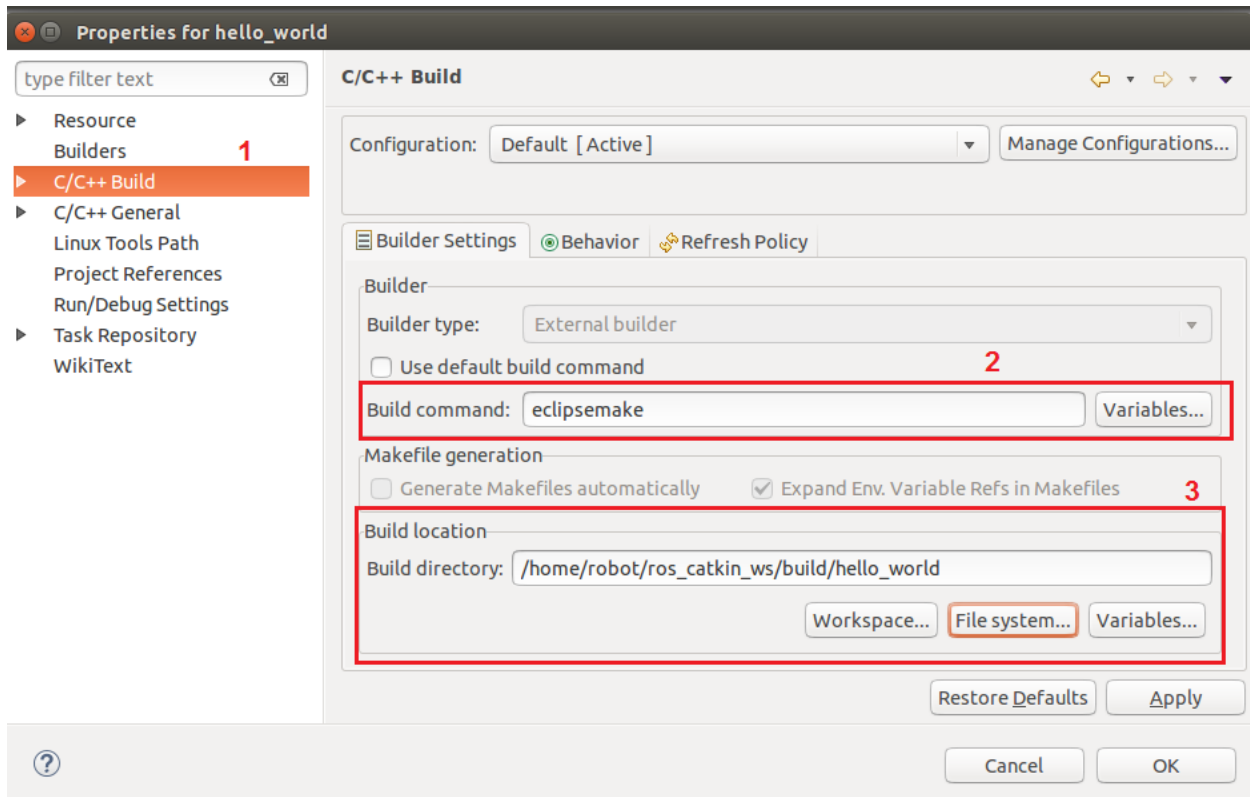 Properties for hello_world
type filter text
Resource
Builders
1
C/C++ Build
C/C++ General
Linux Tools Path
Project References
Run/Debug Settings
Task Repository
WikiText
C/C++ Build
Configuration: Default [Active] Manage Configurations...
Builder Settings Behavior Refresh Policy
Builder
Builder type: External builder
Use default build command
2
Build command: eclipsemake Variables...
Makefile generation
Generate Makefiles automatically Expand Env. Variable Refs in Makefiles
3
Build location
Build directory: /home/robot/ros_catkin_ws/build/hello_world
Workspace... File system... Variables...
Restore Defaults Apply
? Cancel OK